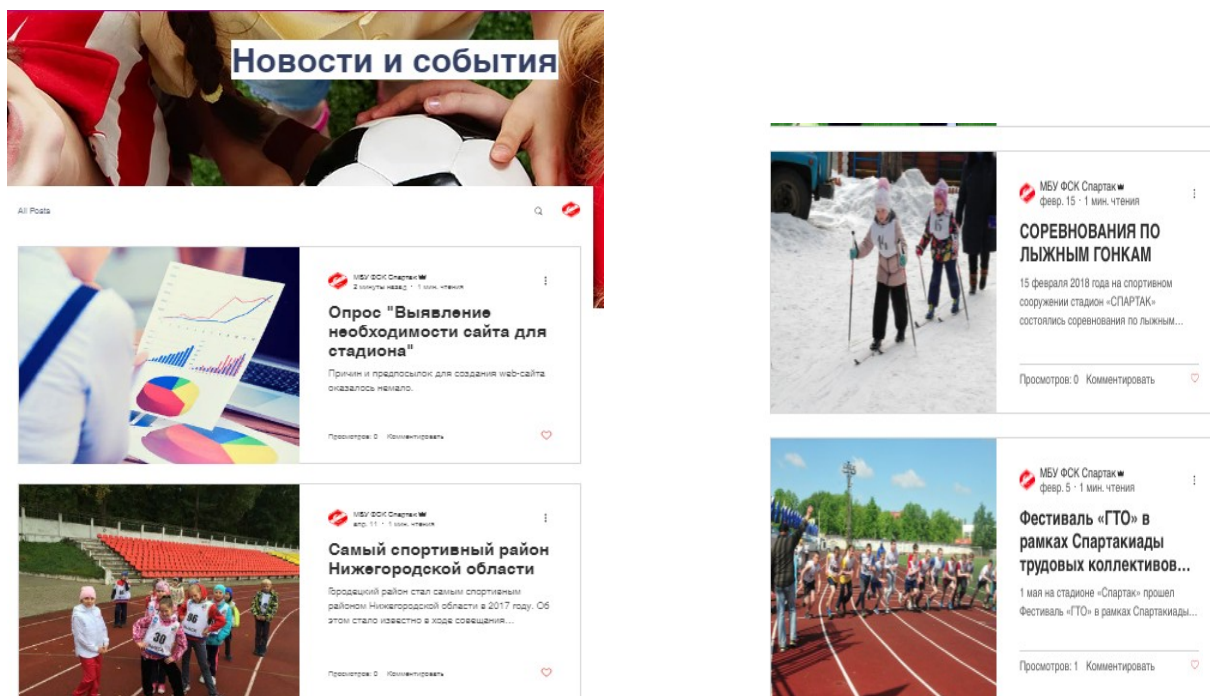 Новости и события
All Posts
МБУ ФСК Спартак
2 минуты назад · 1 мин. чтения
Опрос "Выявление
необходимости сайта для
стадиона"
Причин и предпосылок для создания web-сайта
оказалось немало.
Просмотров: 0 Комментировать
МБУ ФСК Спартак
апр. 11 · 1 мин. чтения
Самый спортивный район
Нижегородской области
Городецкий район стал самым спортивным
районом Нижегородской области в 2017 году. Об
этом стало известно в ходе совещания...
Просмотров: 0 Комментировать
МБУ ФСК Спартак
февр. 15 · 1 мин. чтения
СОРЕВНОВАНИЯ ПО
ЛЫЖНЫМ ГОНКАМ
15 февраля 2018 года на спортивном
сооружении стадион «СПАРТАК»
состоялись соревнования по лыжным...
Просмотров: 0 Комментировать
МБУ ФСК Спартак
февр. 5 · 1 мин. чтения
Фестиваль «ГТО» в
рамках Спартакиады
трудовых коллективов...
1 мая на стадионе «Спартак» прошел
Фестиваль «ГТО» в рамках Спартакиады...
Просмотров: 1 Комментировать
30
96